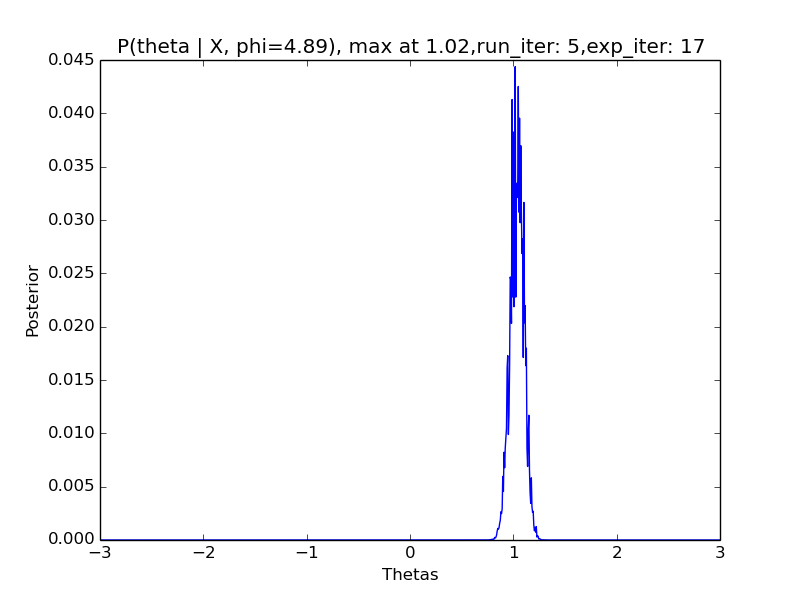 P(theta | X, phi=4.89), max at 1.02,run_iter: 5,exp_iter: 17
0.045
0.040
0.035
0.030
0.025
0.020
0.015
0.010
0.005
0.000
Posterior
−3 −2 −1 0 1 2 3
Thetas